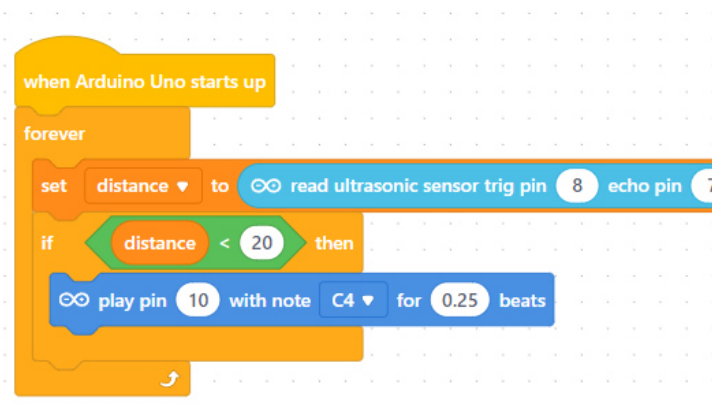 when Arduino Uno starts up
forever
set distance to read ultrasonic sensor trig pin 8 echo pin
if distance < 20 then
play pin 10 with note C4 for 0.25 beats